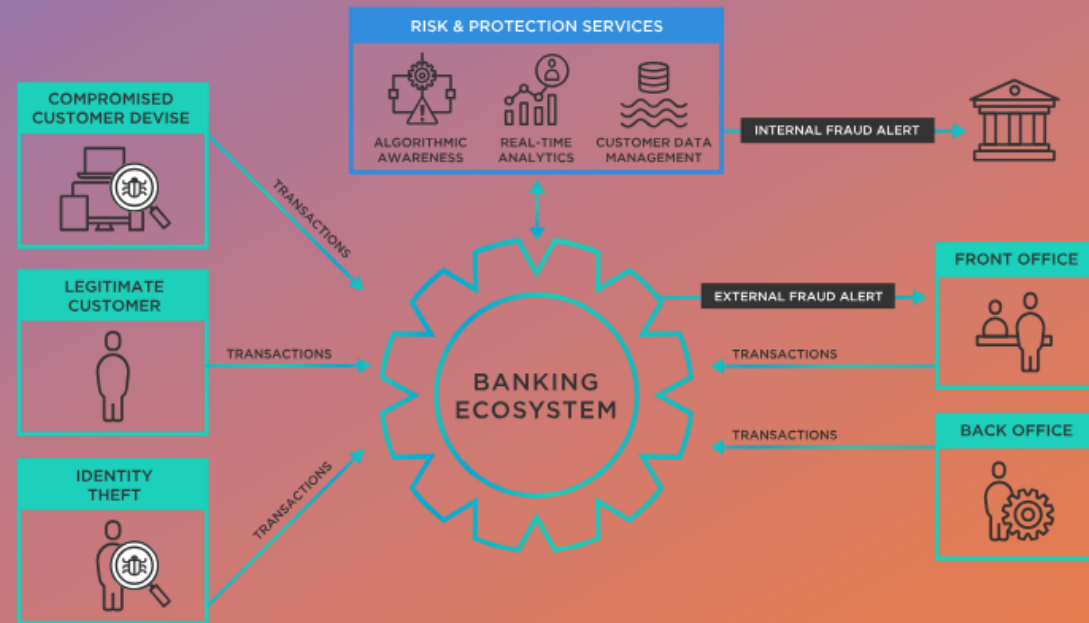 RISK & PROTECTION SERVICES
ALGORITHMIC
AWARENESS
REAL-TIME
ANALYTICS
CUSTOMER DATA
MANAGEMENT
COMPROMISED
CUSTOMER DEVISE
TRANSACTIONS
LEGITIMATE
CUSTOMER
TRANSACTIONS
IDENTITY
THEFT
TRANSACTIONS
BANKING
ECOSYSTEM
INTERNAL FRAUD ALERT
EXTERNAL FRAUD ALERT
FRONT OFFICE
TRANSACTIONS
BACK OFFICE
TRANSACTIONS